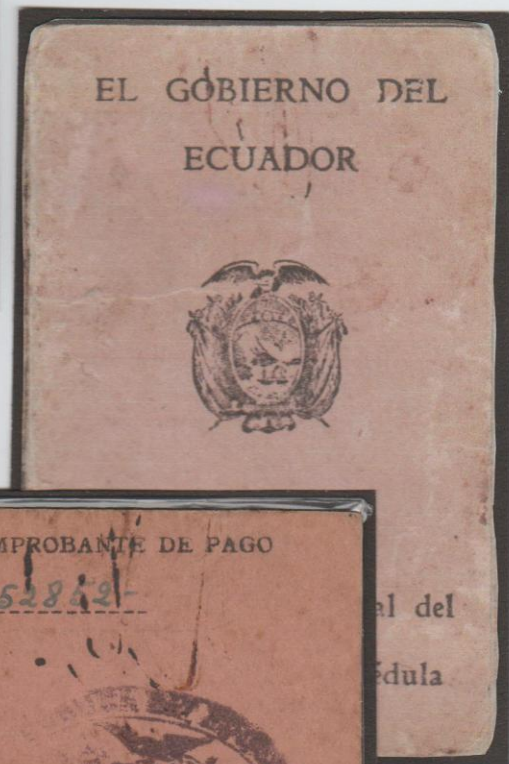 EL GOBIERNO DEL
ECUADOR
al del
édula
MPROBANTE DE PAGO
52852-